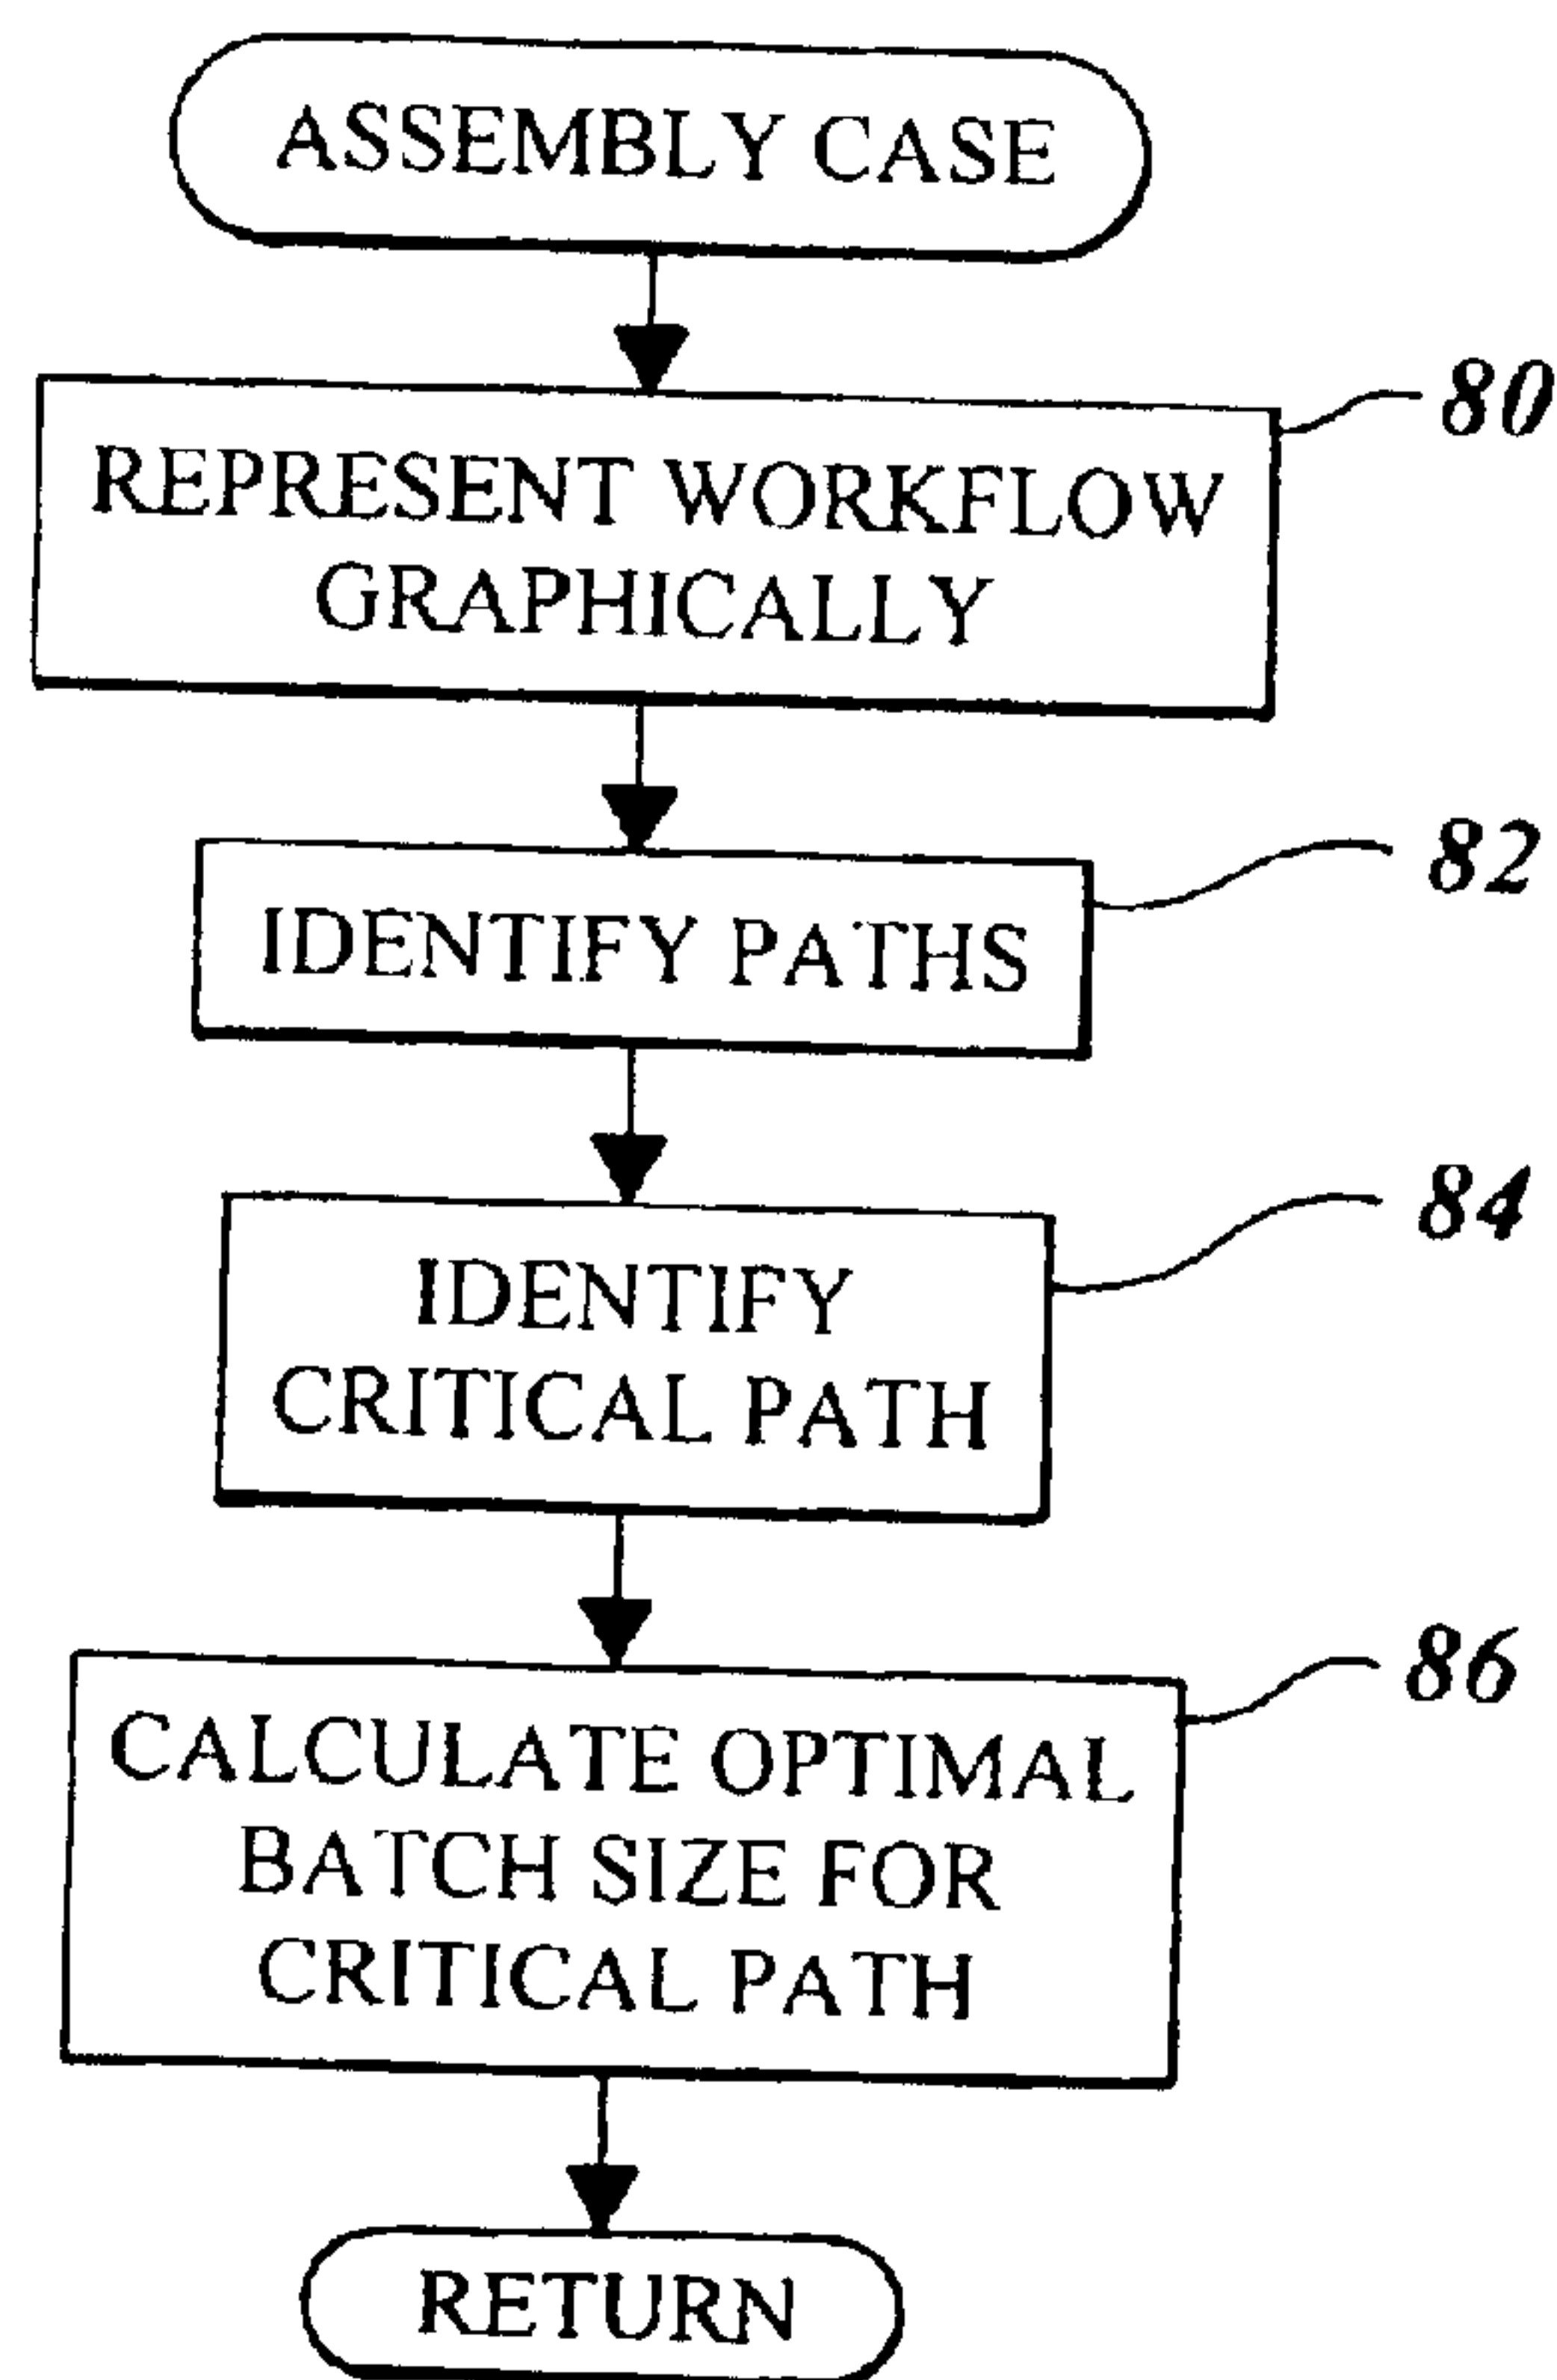 ASSEMBLY CASE
80
REPRESENT WORKFLOW
GRAPHICALLY
82
IDENTIFY PATHS
84
IDENTIFY
CRITICAL PATH
86
CALCULATE OPTIMAL
BATCH SIZE FOR
CRITICAL PATH
RETURN